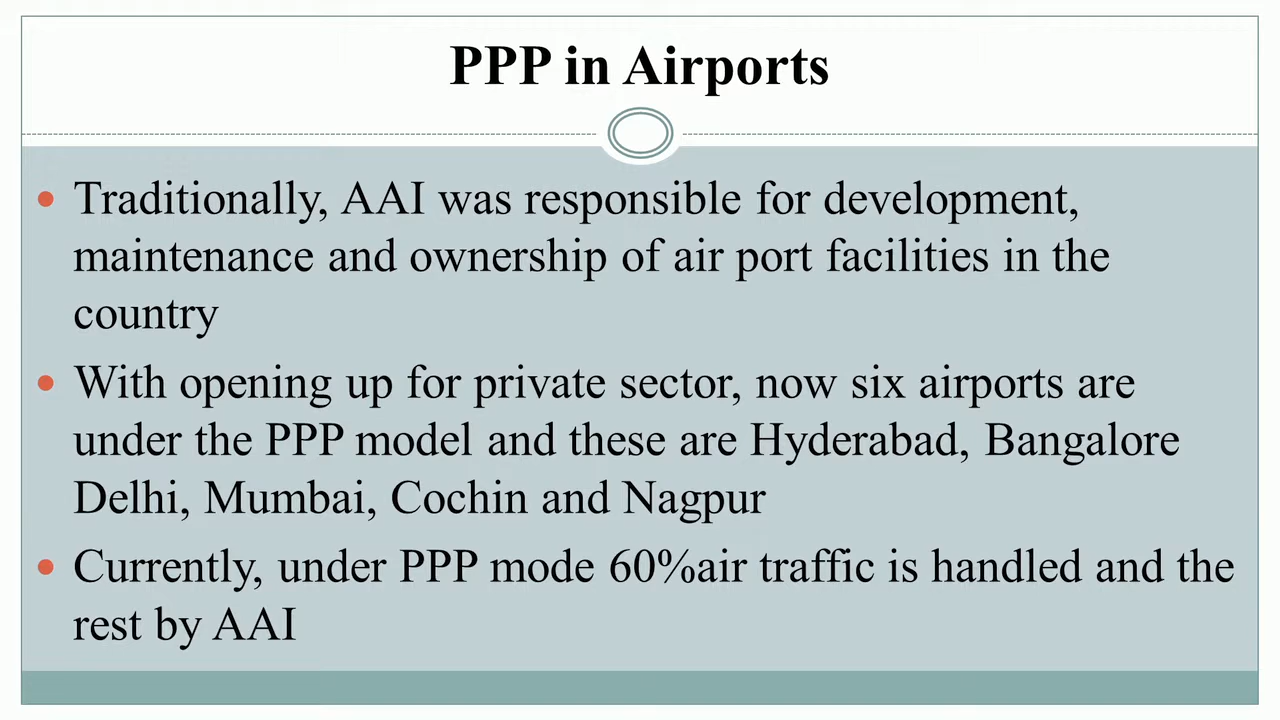 PPP in Airports
Traditionally, AAI was responsible for development,
maintenance and ownership of air port facilities in the
country
With opening up for private sector, now six airports are
under the PPP model and these are Hyderabad, Bangalore
Delhi, Mumbai, Cochin and Nagpur
Currently, under PPP mode 60%air traffic is handled and the
rest by AAI